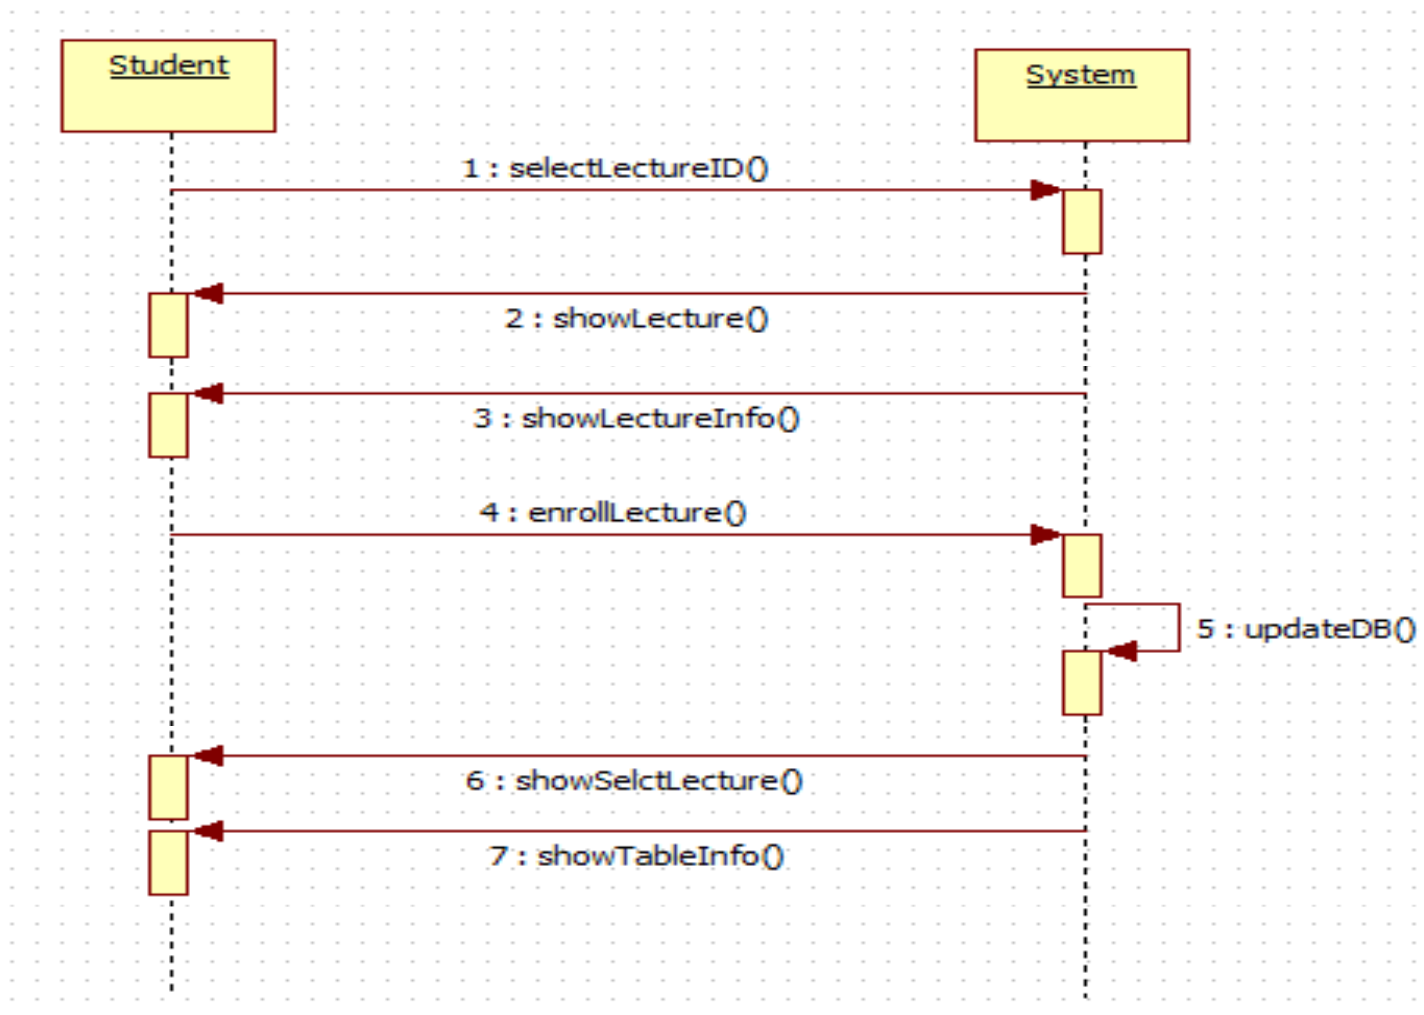 Student
System
1 : selectLectureID()
2 : showLecture()
3 : showLectureInfo()
4 : enrollLecture()
5 : updateDB()
6 : showSelctLecture()
7 : showTableInfo()